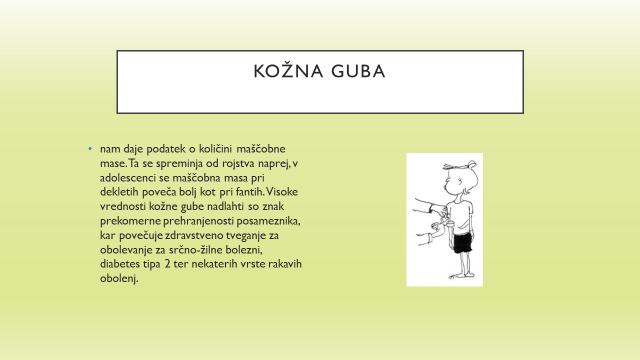 KOŽNA GUBA
• nam daje podatek o količini maščobne
mase. Ta se spreminja od rojstva naprej, v
adolescenci se maščobna masa pri
dekletih poveča bolj kot pri fantih. Visoke
vrednosti kožne gube nadlahti so znak
prekomerne prehranjenosti posameznika,
kar povečuje zdravstveno tveganje za
obolevanje za srčno-žilne bolezni,
diabetes tipa 2 ter nekaterih vrste rakavih
obolenj.